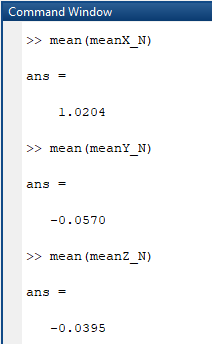 Command Window
>> mean(meanX_N)
ans =
1.0204
>> mean(meanY_N)
ans =
-0.0570
>> mean(meanZ_N)
ans =
-0.0395